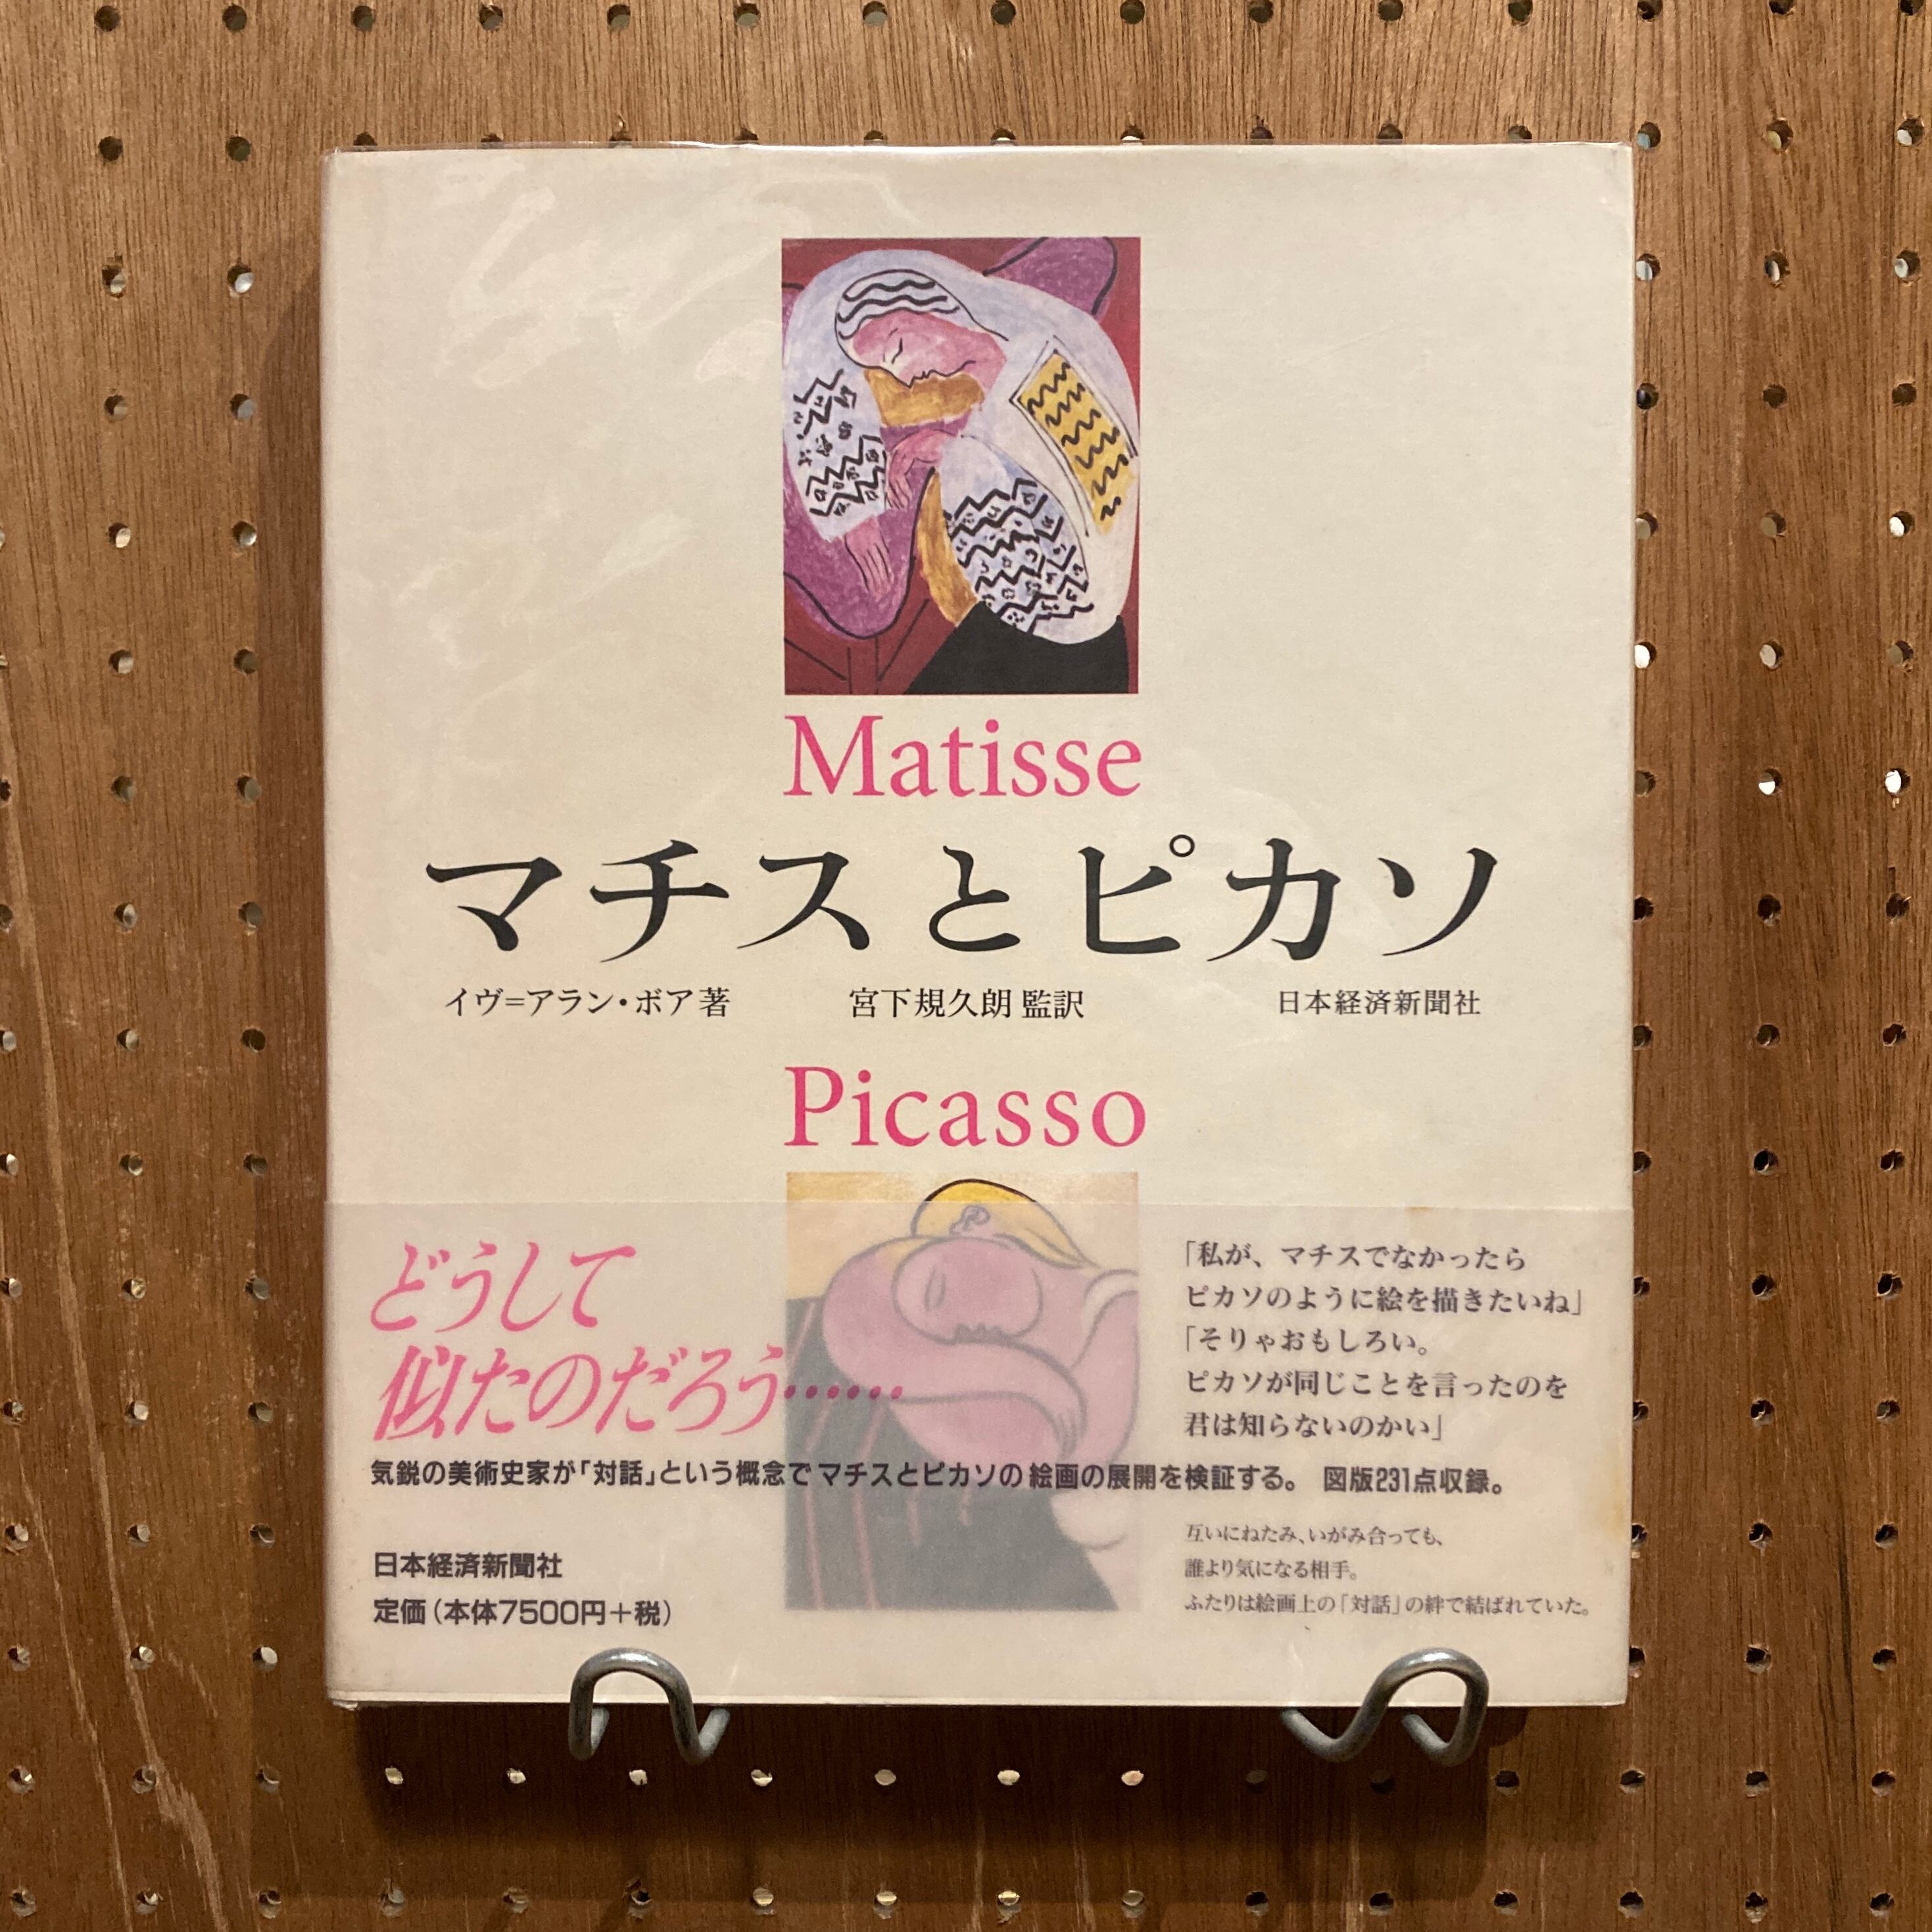 Matisse
マチスとピカソ
イヴ=アラン・ボア 著 宮下規久朗 監訳 日本経済新聞社
Picasso
どうして
似たのだろう……
「私が、マチスでなかったら
ピカソのように絵を描きたいね」
「そりゃおもしろい。
ピカソが同じことを言ったのを
君は知らないのかい」
気鋭の美術史家が「対話」という概念でマチスとピカソの絵画の展開を検証する。 図版231点収録。
互いにねたみ、いがみ合っても、
誰より気になる相手。
ふたりは絵画上の「対話」の絆で結ばれていた。
日本経済新聞社
定価(本体7500円+税)